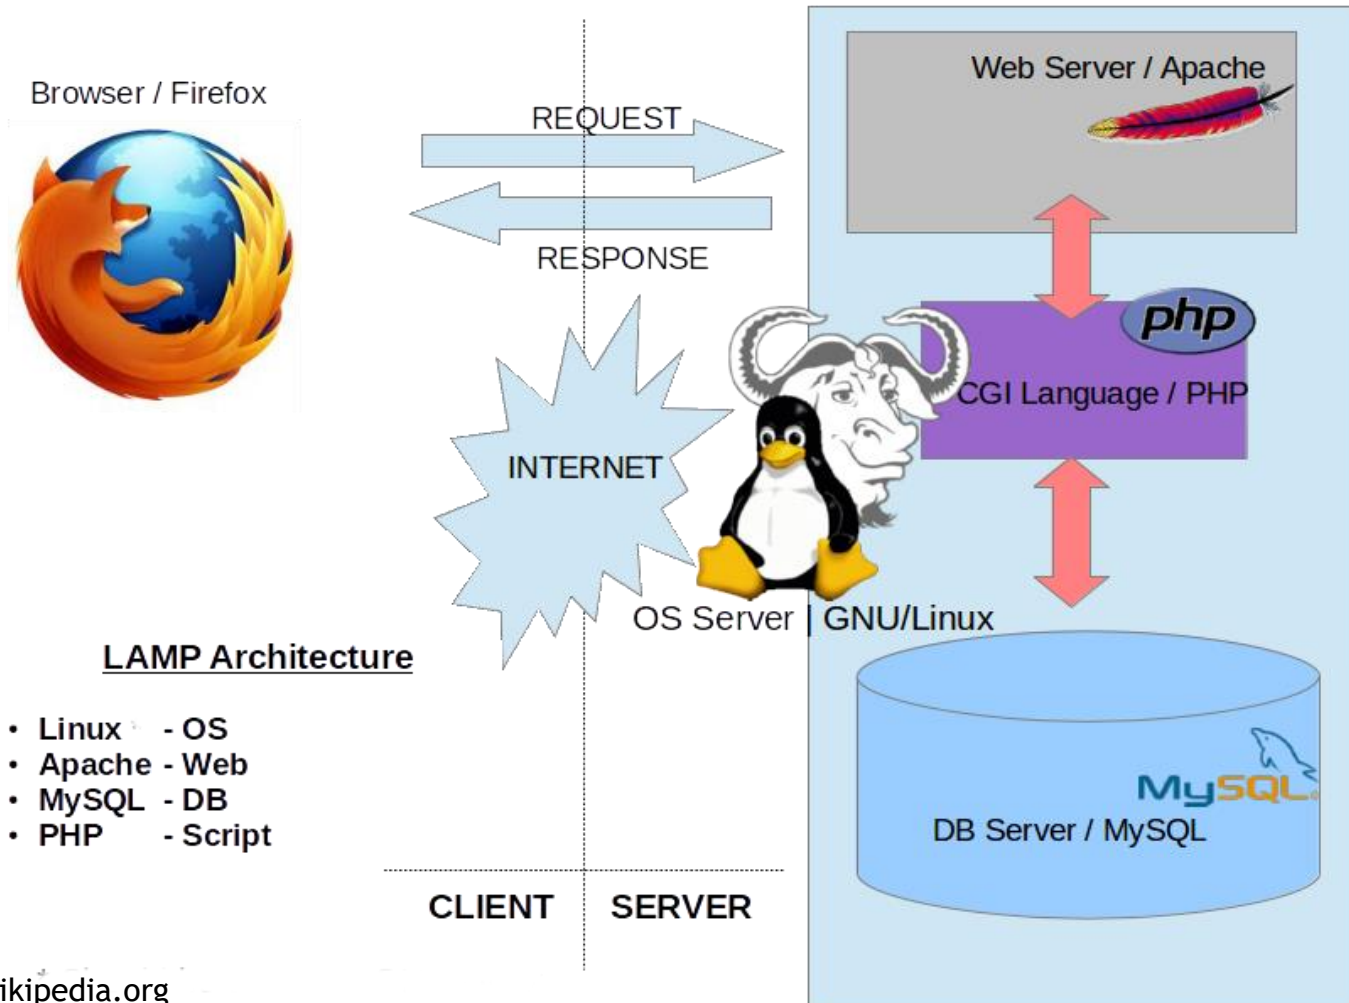 Browser / Firefox
REQUEST
RESPONSE
INTERNET
Web Server / Apache
php
CGI Language / PHP
OS Server | GNU/Linux
MySQL
DB Server / MySQL
LAMP Architecture
• Linux - OS
• Apache - Web
• MySQL - DB
• PHP - Script
CLIENT
SERVER
ikipedia.org